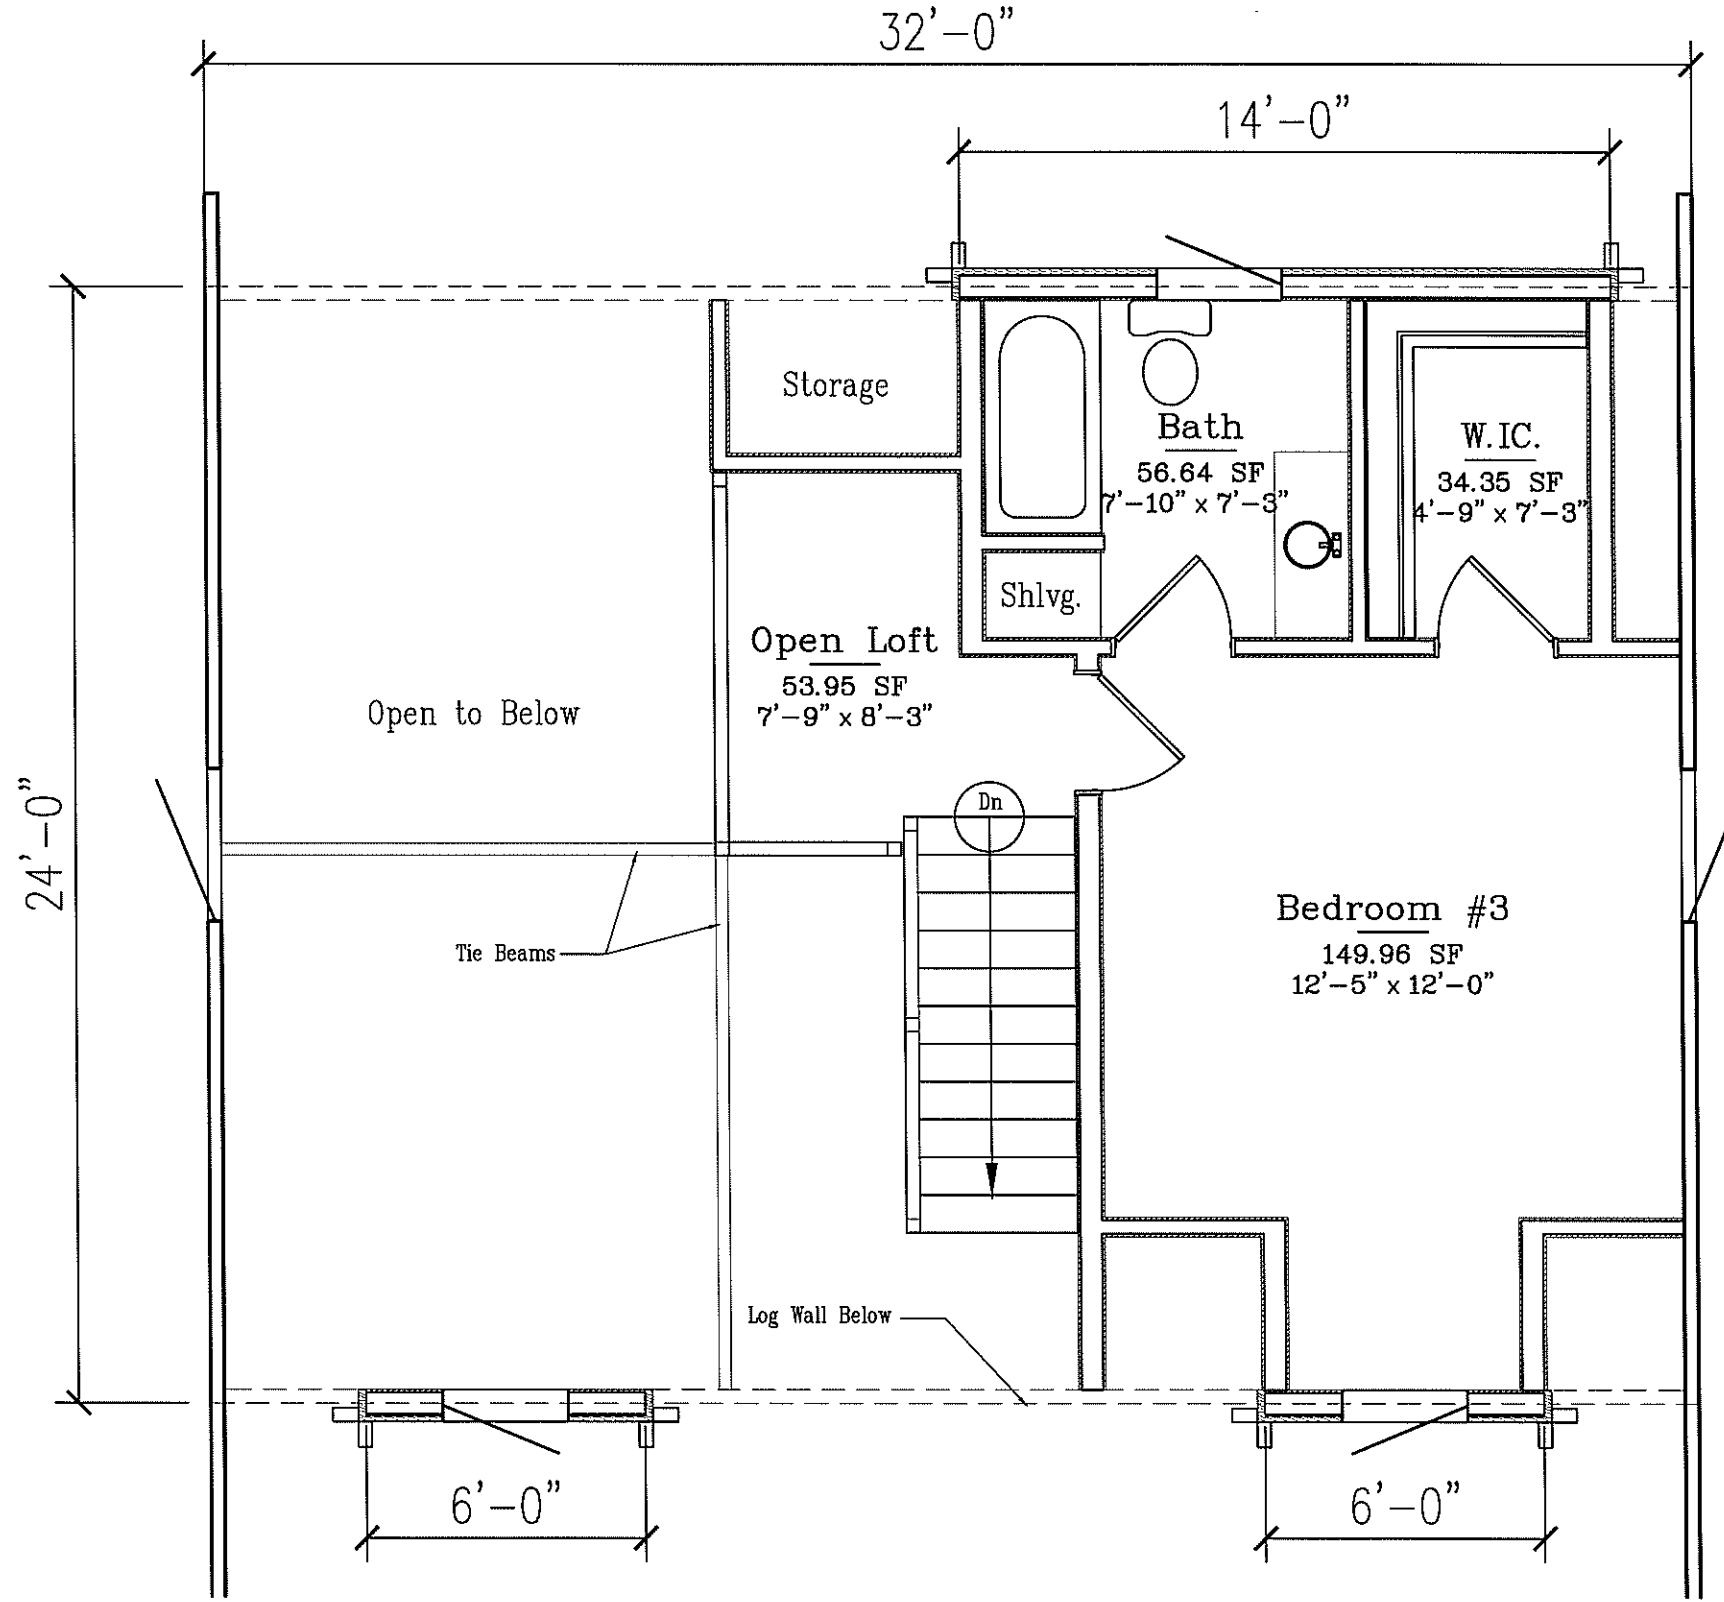 32'-0"
14'-0"
Storage
Bath
56.64 SF
7'-10" x 7'-3"
W.IC.
34.35 SF
4'-9" x 7'-3"
Shlvg.
Open Loft
53.95 SF
7'-9" x 8'-3"
Open to Below
Dn
24'-0"
Bedroom #3
149.96 SF
12'-5" x 12'-0"
Tie Beams
Log Wall Below
6'-0"
6'-0"